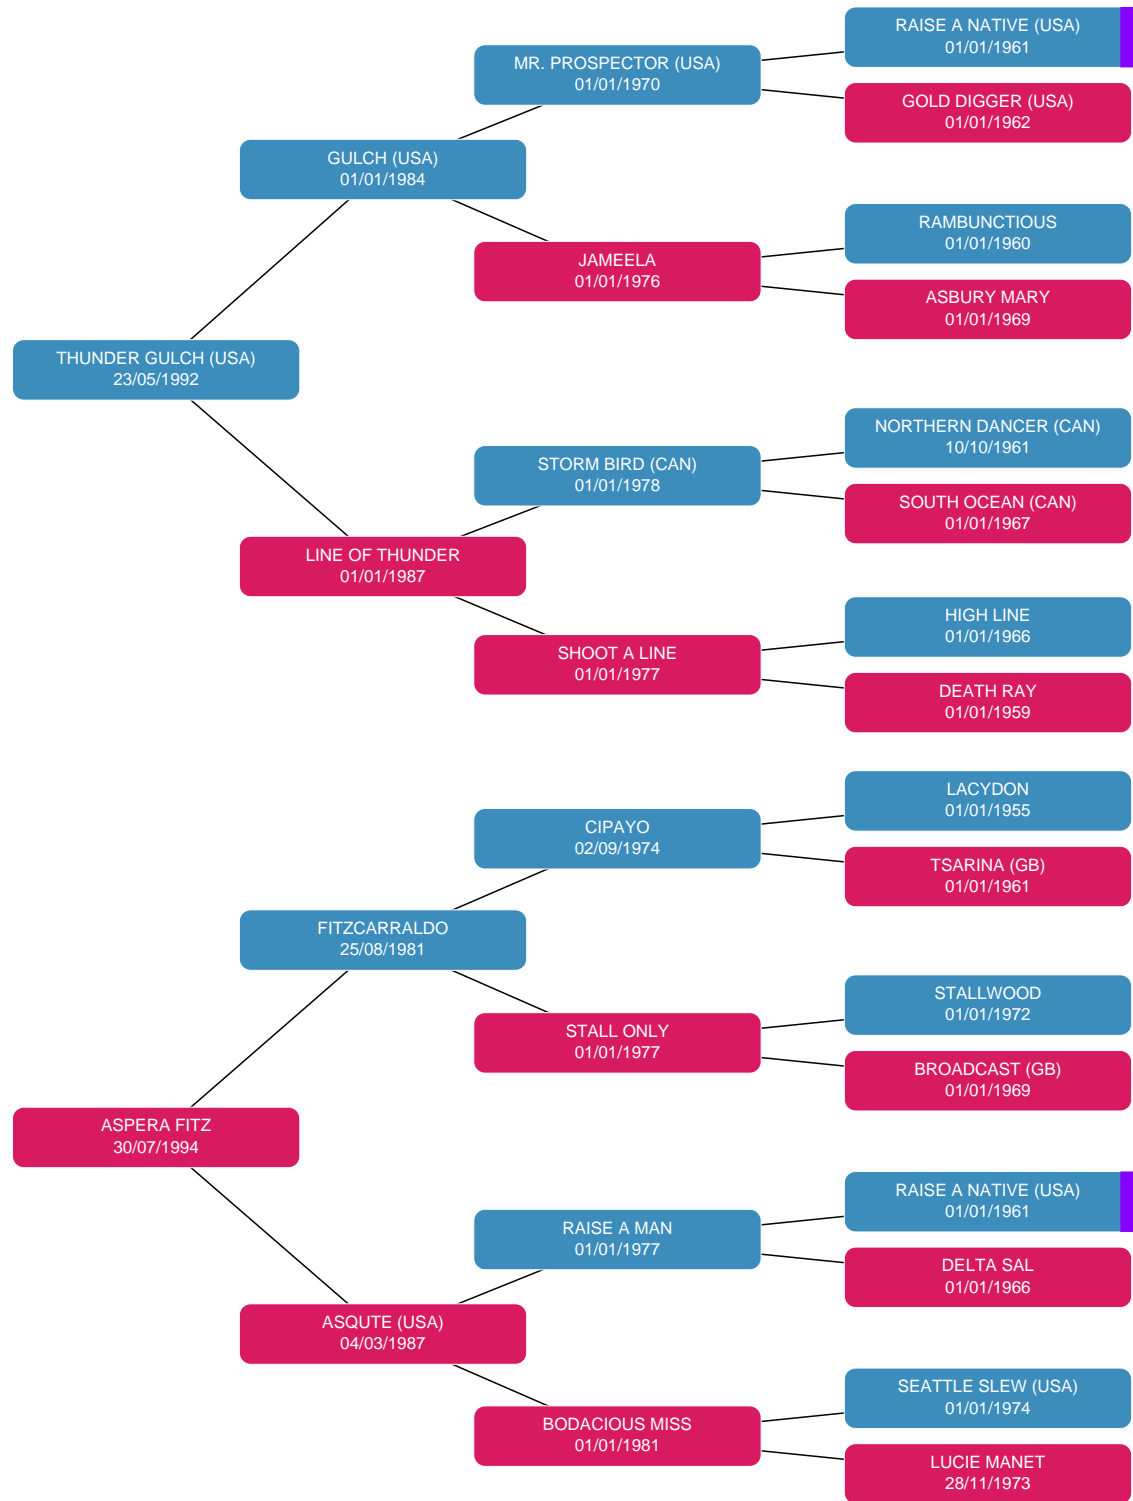 RAISE A NATIVE (USA)
01/01/1961
MR. PROSPECTOR (USA)
01/01/1970
GOLD DIGGER (USA)
01/01/1962
GULCH (USA)
01/01/1984
RAMBUNCTIOUS
01/01/1960
JAMEELA
01/01/1976
ASBURY MARY
01/01/1969
THUNDER GULCH (USA)
23/05/1992
NORTHERN DANCER (CAN)
10/10/1961
STORM BIRD (CAN)
01/01/1978
SOUTH OCEAN (CAN)
01/01/1967
LINE OF THUNDER
01/01/1987
HIGH LINE
01/01/1966
SHOOT A LINE
01/01/1977
DEATH RAY
01/01/1959
LACYDON
01/01/1955
CIPAYO
02/09/1974
TSARINA (GB)
01/01/1961
FITZCARRALDO
25/08/1981
STALLWOOD
01/01/1972
STALL ONLY
01/01/1977
BROADCAST (GB)
01/01/1969
ASPERA FITZ
30/07/1994
RAISE A NATIVE (USA)
01/01/1961
RAISE A MAN
01/01/1977
DELTA SAL
01/01/1966
ASQUTE (USA)
04/03/1987
SEATTLE SLEW (USA)
01/01/1974
BODACIOUS MISS
01/01/1981
LUCIE MANET
28/11/1973